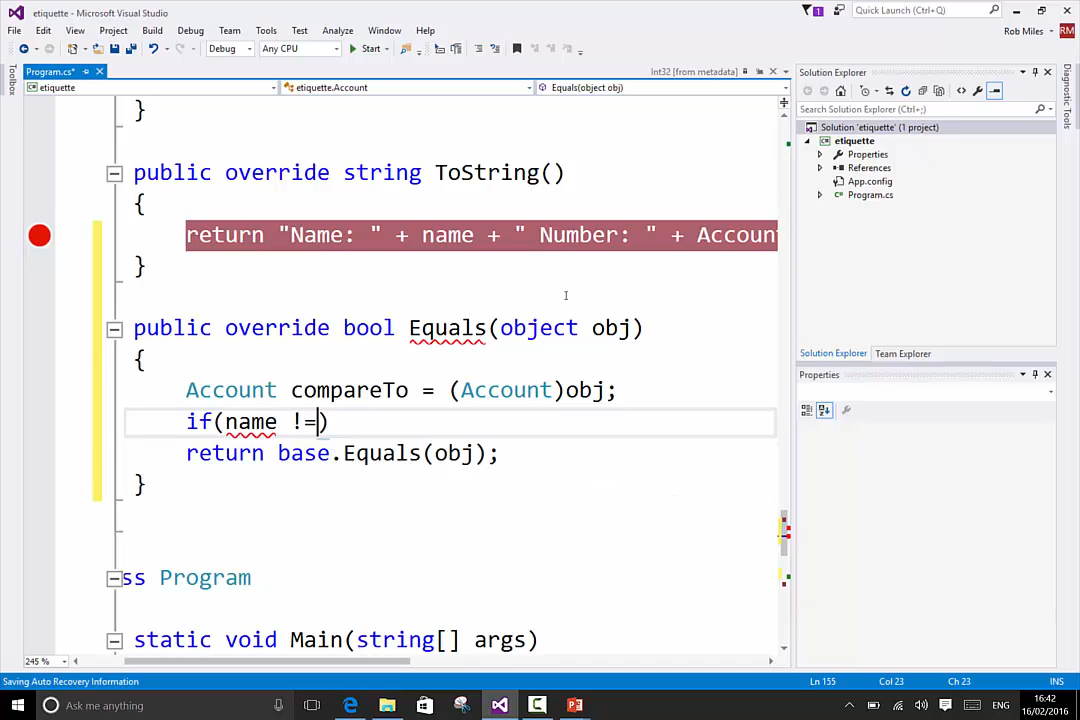 etiquette - Microsoft Visual Studio
1
Quick Launch (Ctrl+Q)
File Edit View Project Build Debug Team Tools Test Analyze Window Help
Rob Miles
RM
Debug Any CPU Start
Program.cs*
Int32 [from metadata]
etiquette etiquette.Account Equals(object obj)
Toolbox
}
public override string ToString()
{
return "Name: " + name + " Number: " + Account
}
public override bool Equals(object obj)
{
Account compareTo = (Account)obj;
if(name !=)
return base.Equals(obj);
}
ss Program
static void Main(string[] args)
245 %
Solution Explorer
Search Solution Explorer (Ctrl+;)
Solution 'etiquette' (1 project)
etiquette
Properties
References
App.config
Program.cs
Solution Explorer Team Explorer
Properties
Diagnostic Tools
Saving Auto Recovery Information
Ln 155 Col 23 Ch 23 INS
Ask me anything
ENG
16:42
16/02/2016